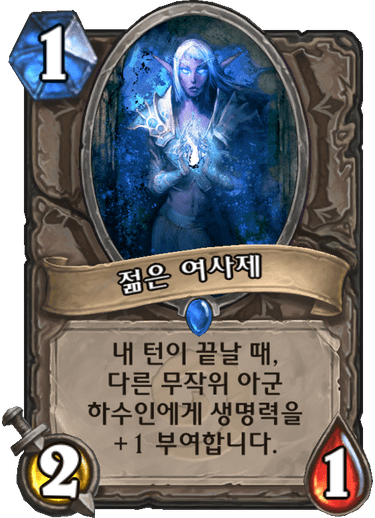 1
젊은 여사제
내 턴이 끝날 때,
다른 무작위 아군
하수인에게 생명력을
+1 부여합니다.
2
1